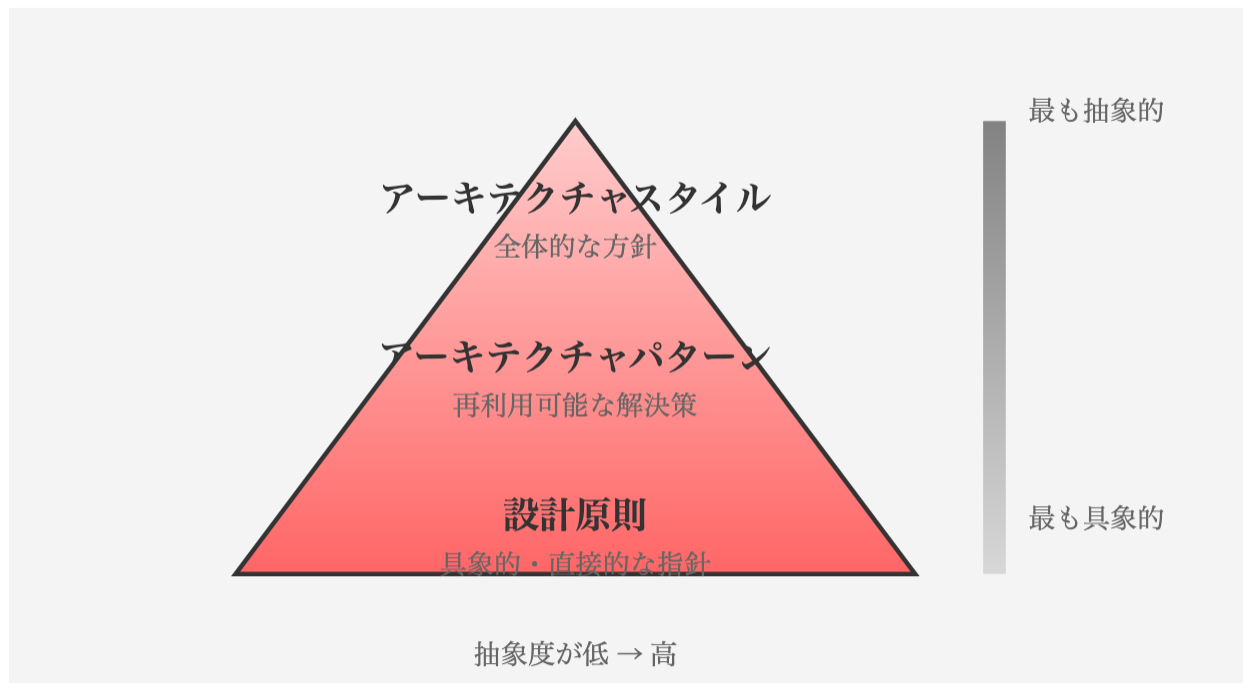 最も抽象的
アーキテクチャスタイル
全体的な方針
アーキテクチャパターン
再利用可能な解決策
設計原則
最も具象的
具象的・直接的な指針
抽象度が低 → 高